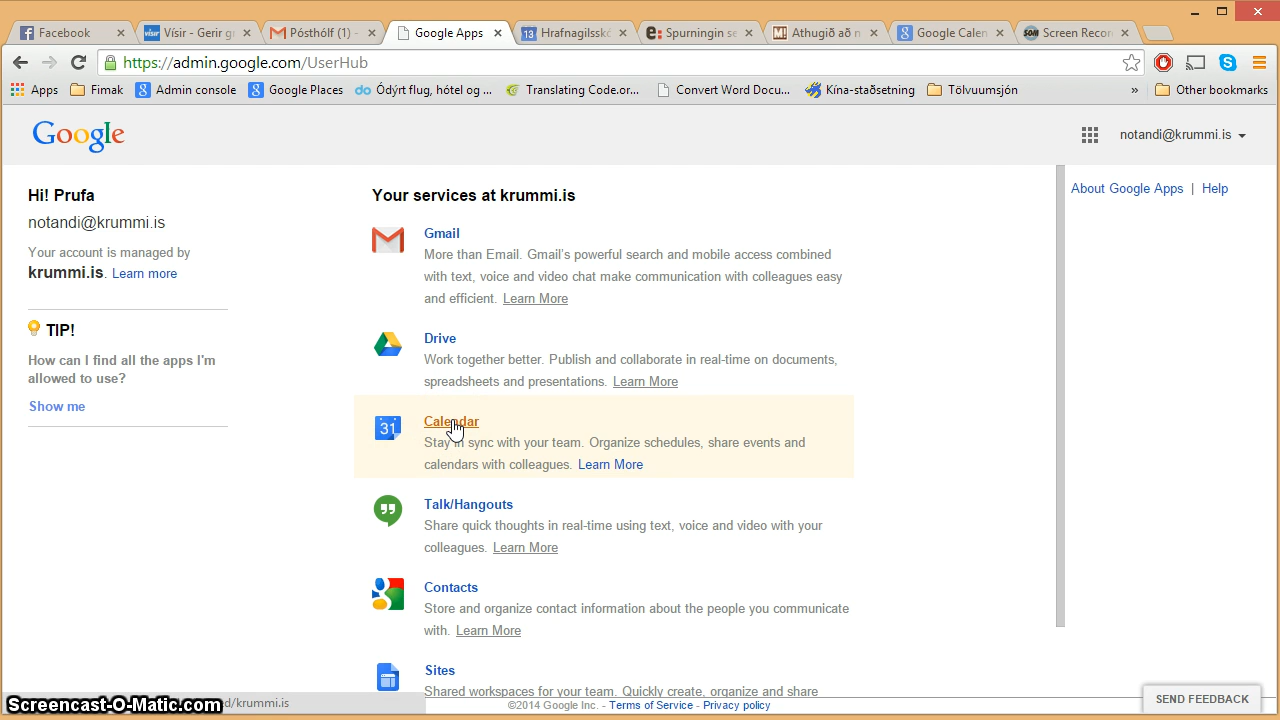 Facebook
Vísir - Gerir gr
Pósthólf (1) -
Google Apps
Hrafnagilsskó
Spurningin se
Athugið að n
Google Calen
Screen Recor
https://admin.google.com/UserHub
Apps
Fimak
Admin console
Google Places
Ódýrt flug, hótel og ...
Translating Code.or...
Convert Word Docu...
Kína-staðsetning
Tölvuumsjón
»
Other bookmarks
Google
notandi@krummi.is
Hi! Prufa
notandi@krummi.is
Your account is managed by
krummi.is. Learn more
TIP!
How can I find all the apps I'm
allowed to use?
Show me
Your services at krummi.is
Gmail
More than Email. Gmail's powerful search and mobile access combined
with text, voice and video chat make communication with colleagues easy
and efficient. Learn More
Drive
Work together better. Publish and collaborate in real-time on documents,
spreadsheets and presentations. Learn More
31
Calendar
Stay in sync with your team. Organize schedules, share events and
calendars with colleagues. Learn More
Talk/Hangouts
Share quick thoughts in real-time using text, voice and video with your
colleagues. Learn More
Contacts
Store and organize contact information about the people you communicate
with. Learn More
Sites
Shared workspaces for your team. Quickly create, organize and share
About Google Apps | Help
©2014 Google Inc. - Terms of Service - Privacy policy
SEND FEEDBACK
d/krummi.is
Screencast-O-Matic.com